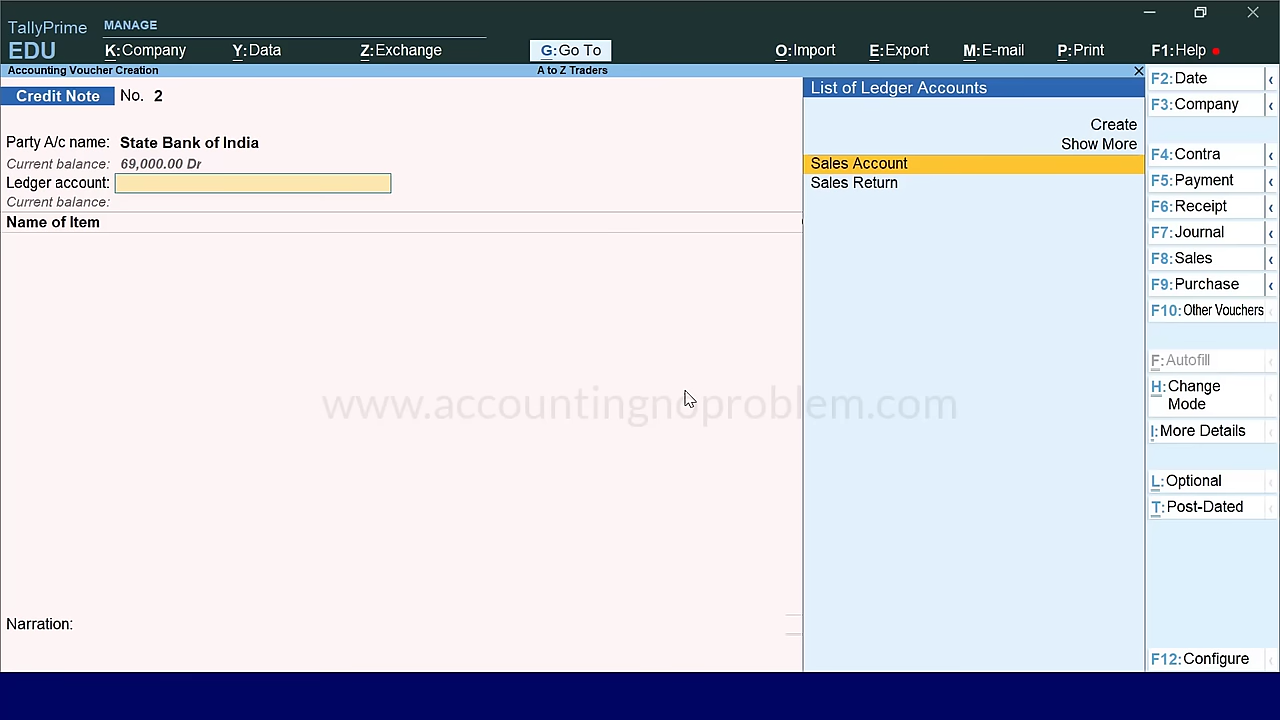 TallyPrime MANAGE
EDU K:Company Y:Data Z:Exchange G:Go To O:Import E:Export M:E-mail P:Print F1:Help
Accounting Voucher Creation A to Z Traders
Credit Note No. 2
Party A/c name: State Bank of India
Current balance: 69,000.00 Dr
Ledger account:
Current balance:
Name of Item
www.accountingnoproblem.com
Narration:
List of Ledger Accounts
Create
Show More
Sales Account
Sales Return
F2:Date
F3:Company
F4:Contra
F5:Payment
F6:Receipt
F7:Journal
F8:Sales
F9:Purchase
F10:Other Vouchers
F:Autofill
H:Change
Mode
I:More Details
L:Optional
T:Post-Dated
F12:Configure